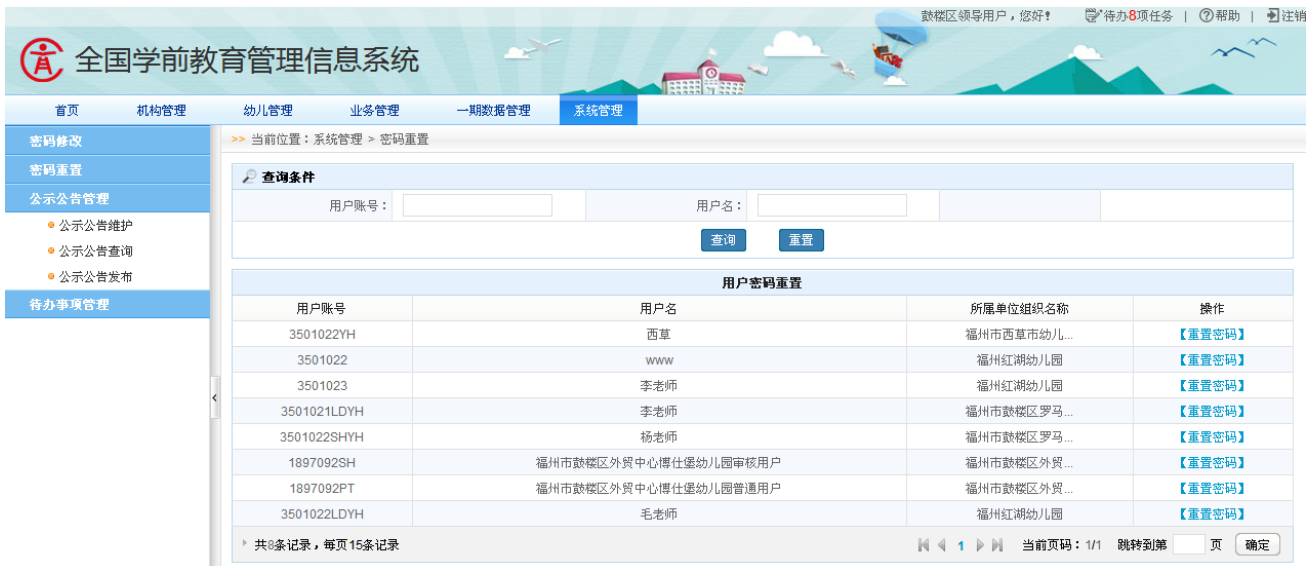 鼓楼区领导用户，您好！ 待办8项任务 | 帮助 | 注销
全国学前教育管理信息系统
首页 机构管理 幼儿管理 业务管理 一期数据管理 系统管理
密码修改
密码重置
公示公告管理
公示公告维护
公示公告查询
公示公告发布
待办事项管理
>> 当前位置：系统管理 > 密码重置
查询条件
用户账号： 用户名：
查询 重置
用户密码重置
用户账号 用户名 所属单位组织名称 操作
3501022YH 西草 福州市西草市幼儿... 【重置密码】
3501022 www 福州红湖幼儿园 【重置密码】
3501023 李老师 福州红湖幼儿园 【重置密码】
3501021LDYH 李老师 福州市鼓楼区罗马... 【重置密码】
3501022SHYH 杨老师 福州市鼓楼区罗马... 【重置密码】
1897092SH 福州市鼓楼区外贸中心博仕堡幼儿园审核用户 福州市鼓楼区外贸... 【重置密码】
1897092PT 福州市鼓楼区外贸中心博仕堡幼儿园普通用户 福州市鼓楼区外贸... 【重置密码】
3501022LDYH 毛老师 福州红湖幼儿园 【重置密码】
共8条记录，每页15条记录 1 当前页码：1/1 跳转到第 页 确定